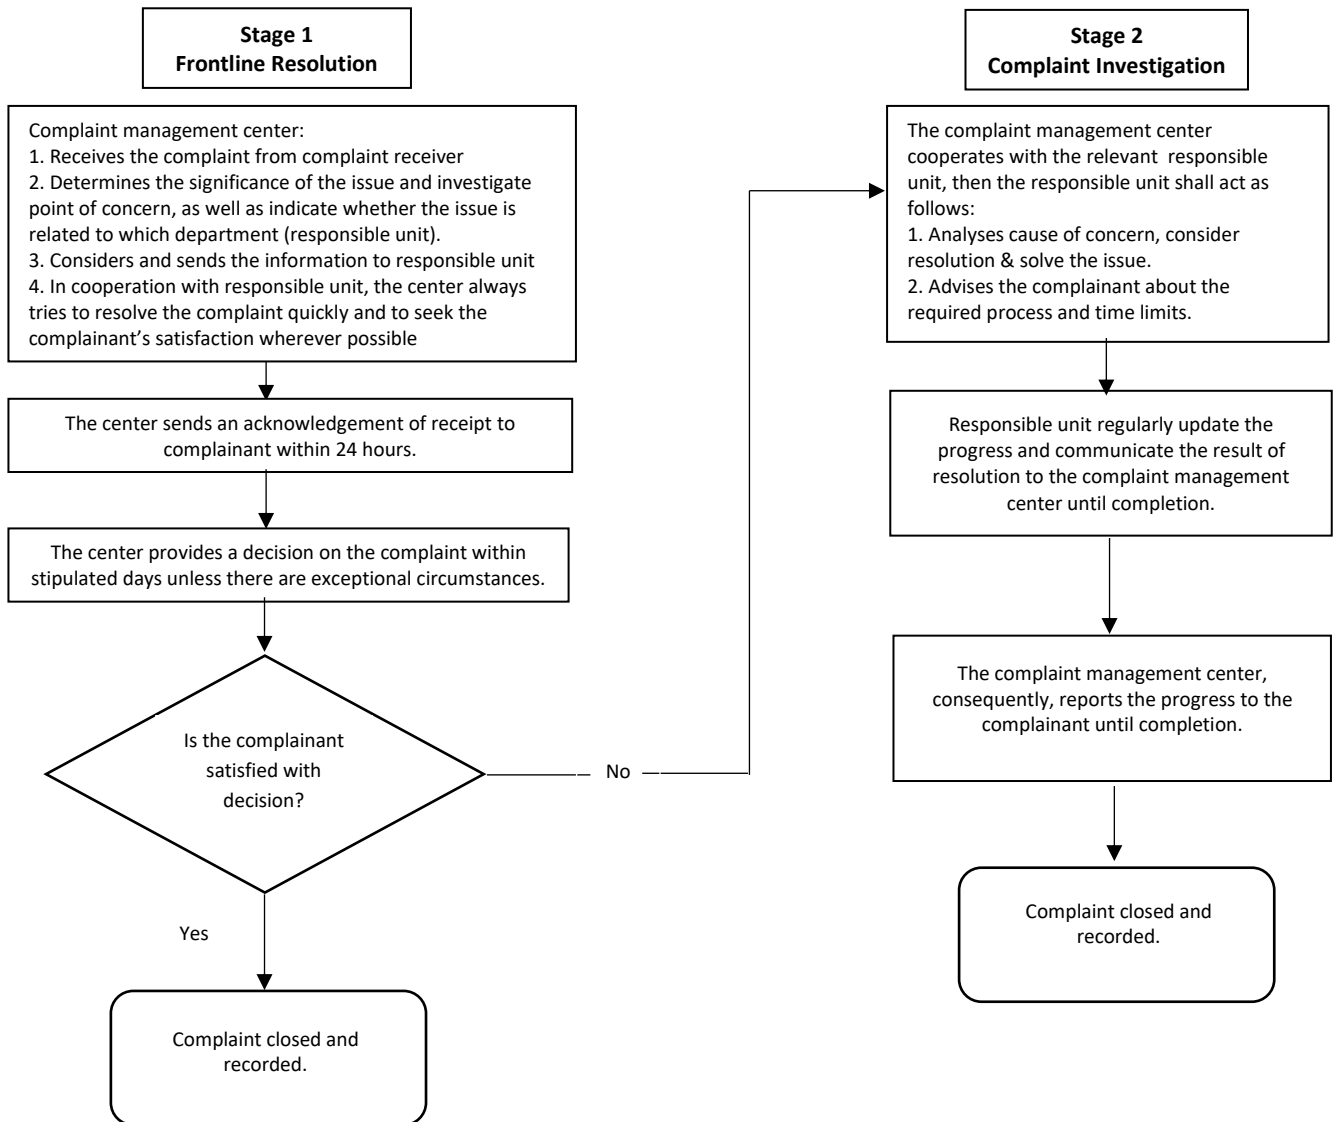 Stage 1
Frontline Resolution
Complaint management center:
1. Receives the complaint from complaint receiver
2. Determines the significance of the issue and investigate
point of concern, as well as indicate whether the issue is
related to which department (responsible unit).
3. Considers and sends the information to responsible unit
4. In cooperation with responsible unit, the center always
tries to resolve the complaint quickly and to seek the
complainant's satisfaction wherever possible
The center sends an acknowledgement of receipt to
complainant within 24 hours.
The center provides a decision on the complaint within
stipulated days unless there are exceptional circumstances.
Is the complainant
satisfied with
decision?
No
Yes
Complaint closed and
recorded.
Stage 2
Complaint Investigation
The complaint management center
cooperates with the relevant responsible
unit, then the responsible unit shall act as
follows:
1. Analyses cause of concern, consider
resolution & solve the issue.
2. Advises the complainant about the
required process and time limits.
Responsible unit regularly update the
progress and communicate the result of
resolution to the complaint management
center until completion.
The complaint management center,
consequently, reports the progress to the
complainant until completion.
Complaint closed and
recorded.